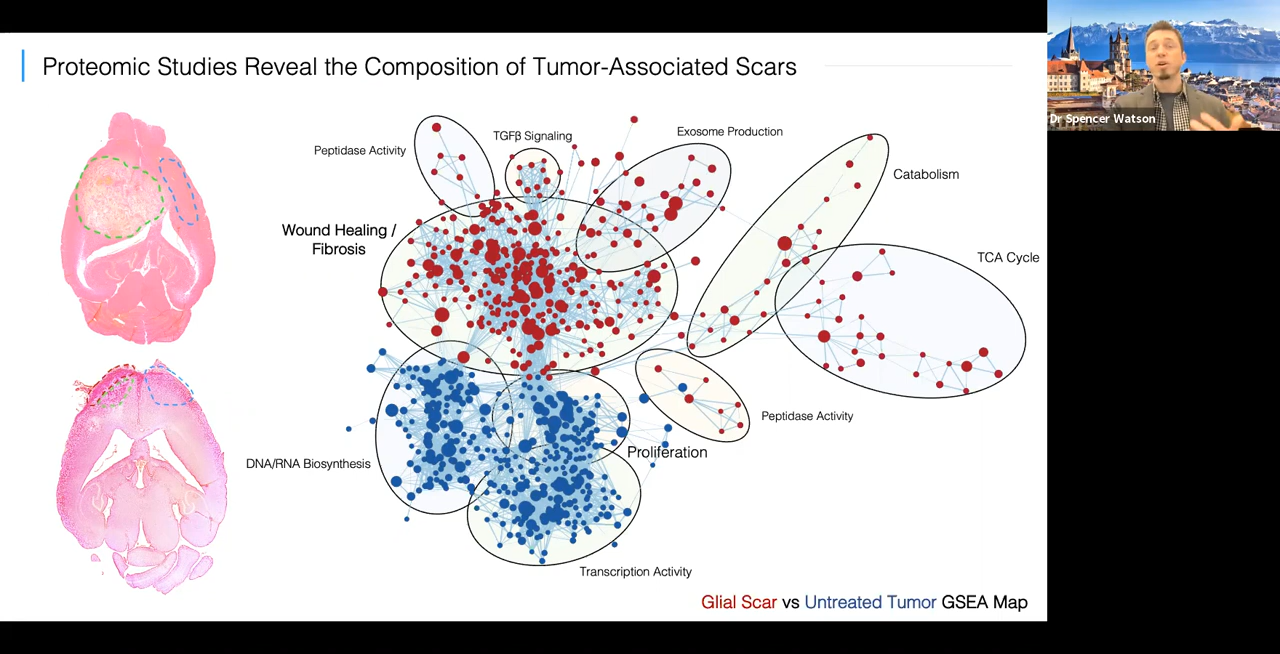 Proteomic Studies Reveal the Composition of Tumor-Associated Scars
Dr Spencer Watson
Peptidase Activity
TGFβ Signaling
Exosome Production
Catabolism
Wound Healing /
Fibrosis
TCA Cycle
Peptidase Activity
Proliferation
DNA/RNA Biosynthesis
Transcription Activity
Glial Scar vs Untreated Tumor GSEA Map